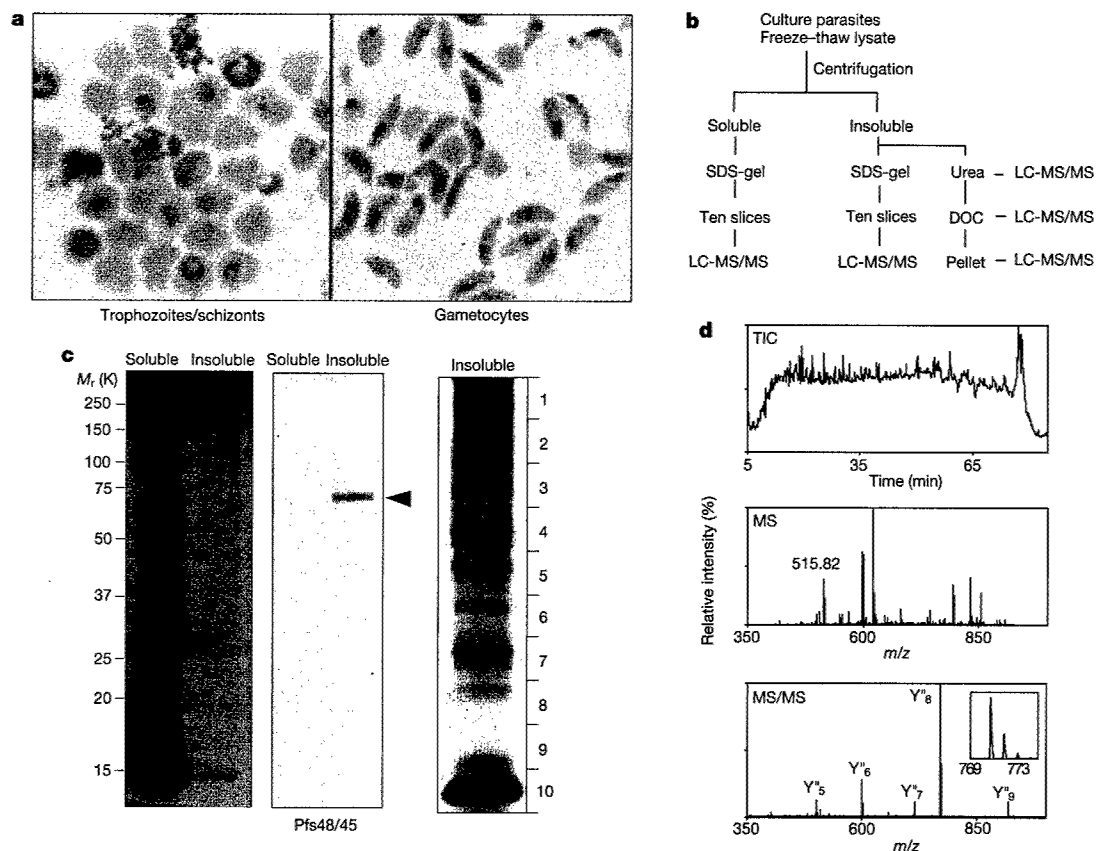 a
Trophozoites/schizonts
Gametocytes
b
Culture parasites
Freeze–thaw lysate
Centrifugation
Soluble
Insoluble
SDS-gel
SDS-gel
Urea – LC-MS/MS
Ten slices
Ten slices
DOC – LC-MS/MS
LC-MS/MS
LC-MS/MS
Pellet – LC-MS/MS
c
Soluble Insoluble
Soluble Insoluble
Insoluble
Mr (K)
250
150
100
75
50
37
25
20
15
Pfs48/45
1
2
3
4
5
6
7
8
9
10
d
TIC
5
35
65
Time (min)
Relative intensity (%)
MS
515.82
350
600
850
m/z
MS/MS
Y"5
Y"6
Y"7
Y"8
Y"9
769
773
350
600
850
m/z